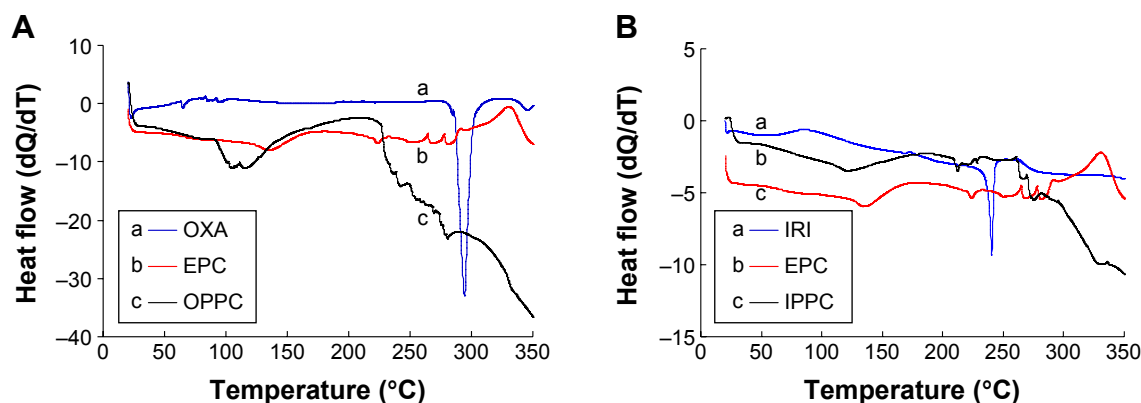 A
Heat flow (dQ/dT)
10
0
–10
–20
–30
–40
0
50
100
150
200
250
300
350
Temperature (°C)
a
b
c
a OXA
b EPC
c OPPC
B
Heat flow (dQ/dT)
5
0
–5
–10
–15
0
50
100
150
200
250
300
350
Temperature (°C)
a
b
c
a IRI
b EPC
c IPPC